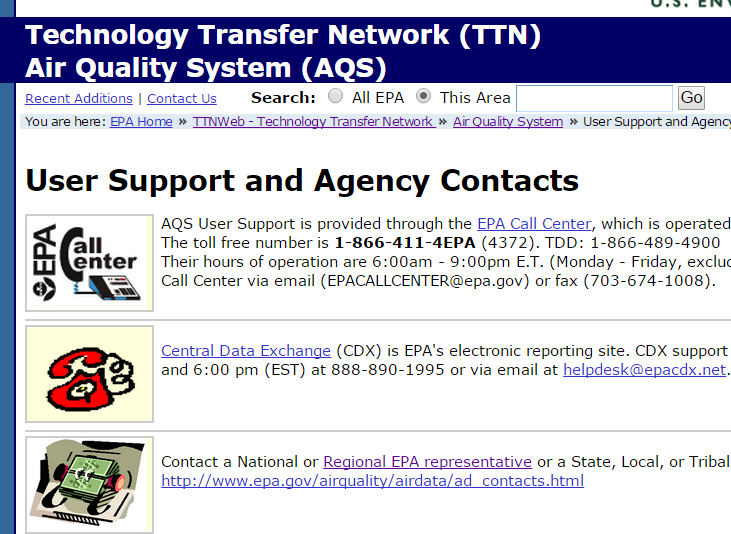 U.S. ENV
Technology Transfer Network (TTN)
Air Quality System (AQS)
Recent Additions | Contact Us Search: All EPA This Area Go
You are here: EPA Home » TTNWeb - Technology Transfer Network » Air Quality System » User Support and Agency
User Support and Agency Contacts
EPA Call Center
AQS User Support is provided through the EPA Call Center, which is operated
The toll free number is 1-866-411-4EPA (4372). TDD: 1-866-489-4900
Their hours of operation are 6:00am - 9:00pm E.T. (Monday - Friday, exclu
Call Center via email (EPACALLCENTER@epa.gov) or fax (703-674-1008).
Central Data Exchange (CDX) is EPA's electronic reporting site. CDX support
and 6:00 pm (EST) at 888-890-1995 or via email at helpdesk@epacdx.net.
Contact a National or Regional EPA representative or a State, Local, or Tribal
http://www.epa.gov/airquality/airdata/ad_contacts.html